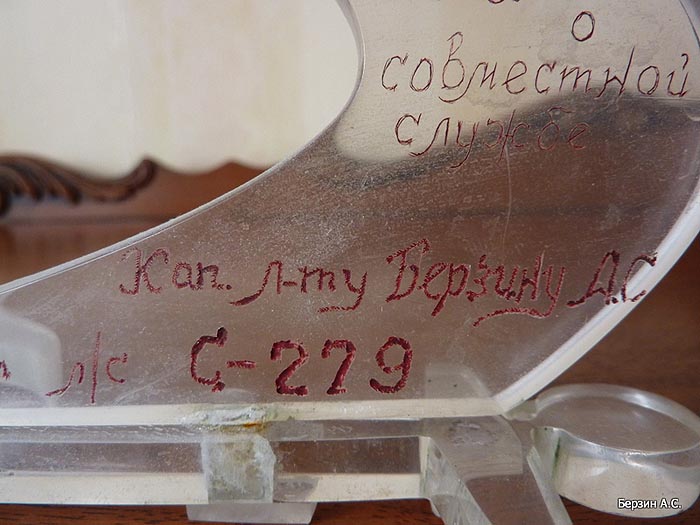 о
совместной
службе
Кап. л-ту Берзину А.С
л/с С-279
Берзин А.С.